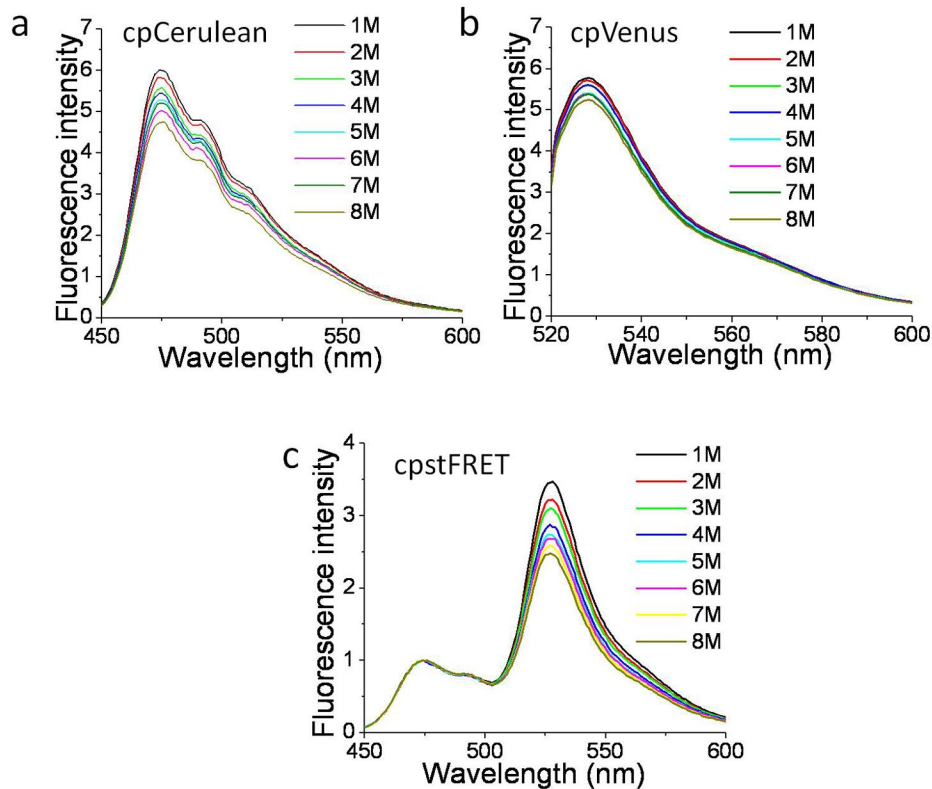 a
cpCerulean
1M
2M
3M
4M
5M
6M
7M
8M
7
6
5
4
3
2
1
0
Fluorescence intensity
450
500
550
600
Wavelength (nm)
b
cpVenus
1M
2M
3M
4M
5M
6M
7M
8M
7
6
5
4
3
2
1
0
Fluorescence intensity
520
540
560
580
600
Wavelength (nm)
c
cpstFRET
1M
2M
3M
4M
5M
6M
7M
8M
4
3
2
1
0
Fluorescence intensity
450
500
550
600
Wavelength (nm)